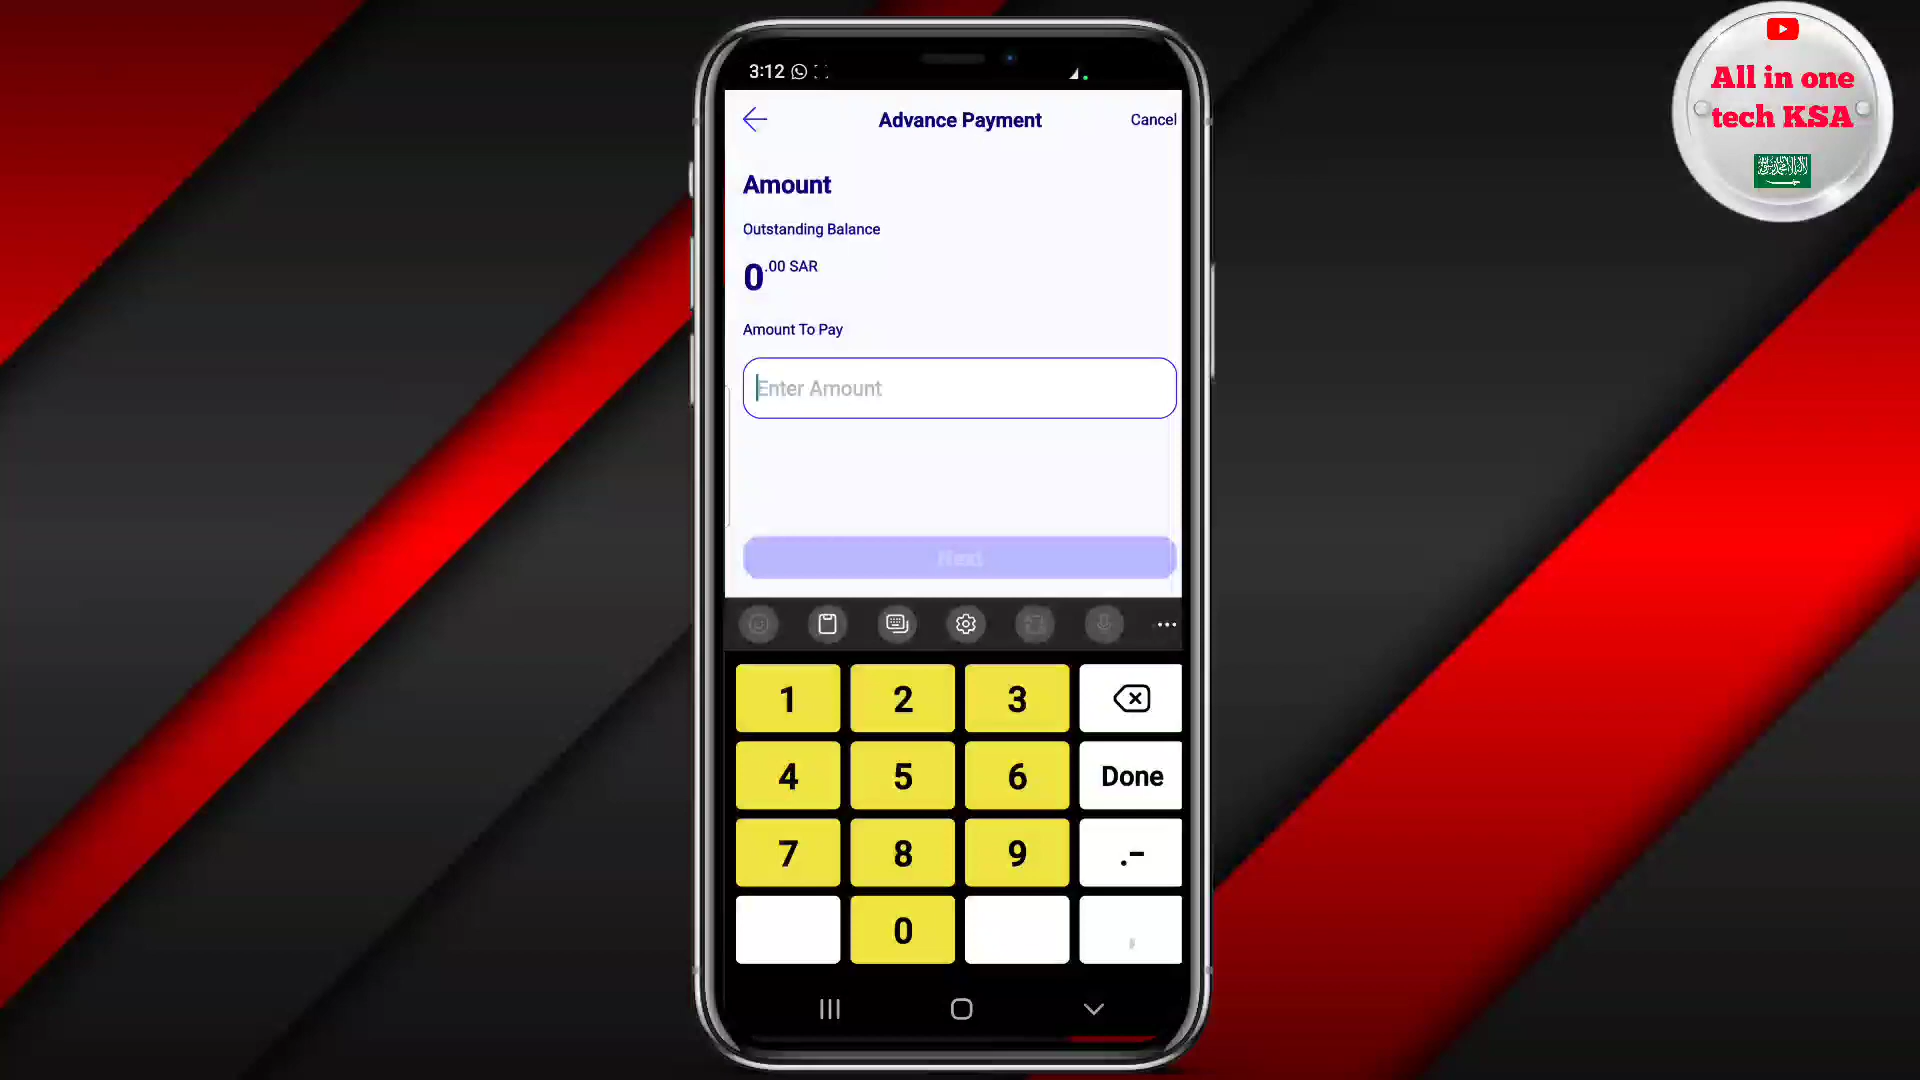 3:12
Advance Payment
Cancel
Amount
Outstanding Balance
0.00 SAR
Amount To Pay
Enter Amount
Next
1 2 3
4 5 6 Done
7 8 9 .-
0 ,
All in one
tech KSA